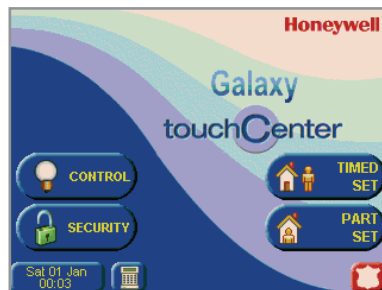 Honeywell
Galaxy
touchCenter
CONTROL
TIMED
SET
SECURITY
PART
SET
Sat 01 Jan
00:03